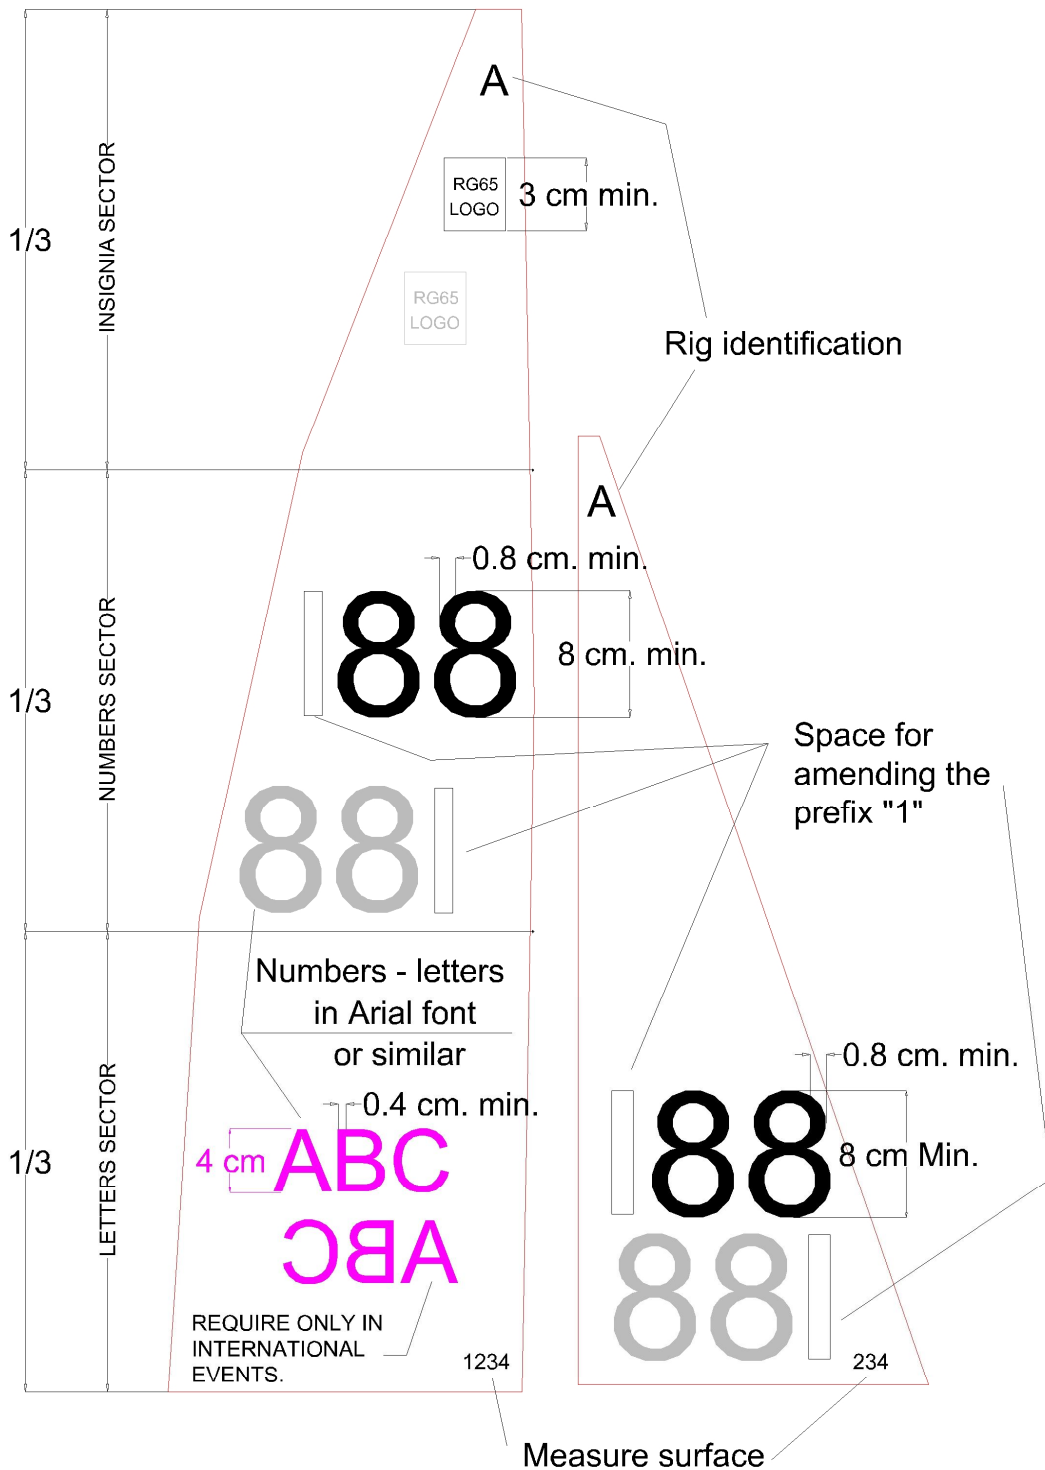 A
RG65
LOGO
3 cm min.
INSIGNIA SECTOR
1/3
RG65
LOGO
Rig identification
A
0.8 cm. min.
88
8 cm. min.
NUMBERS SECTOR
1/3
Space for
amending the
prefix "1"
88
Numbers - letters
in Arial font
or similar
0.8 cm. min.
0.4 cm. min.
LETTERS SECTOR
1/3
4 cm
ABC
88
8 cm Min.
ABC
88
REQUIRE ONLY IN
INTERNATIONAL
EVENTS.
1234
234
Measure surface